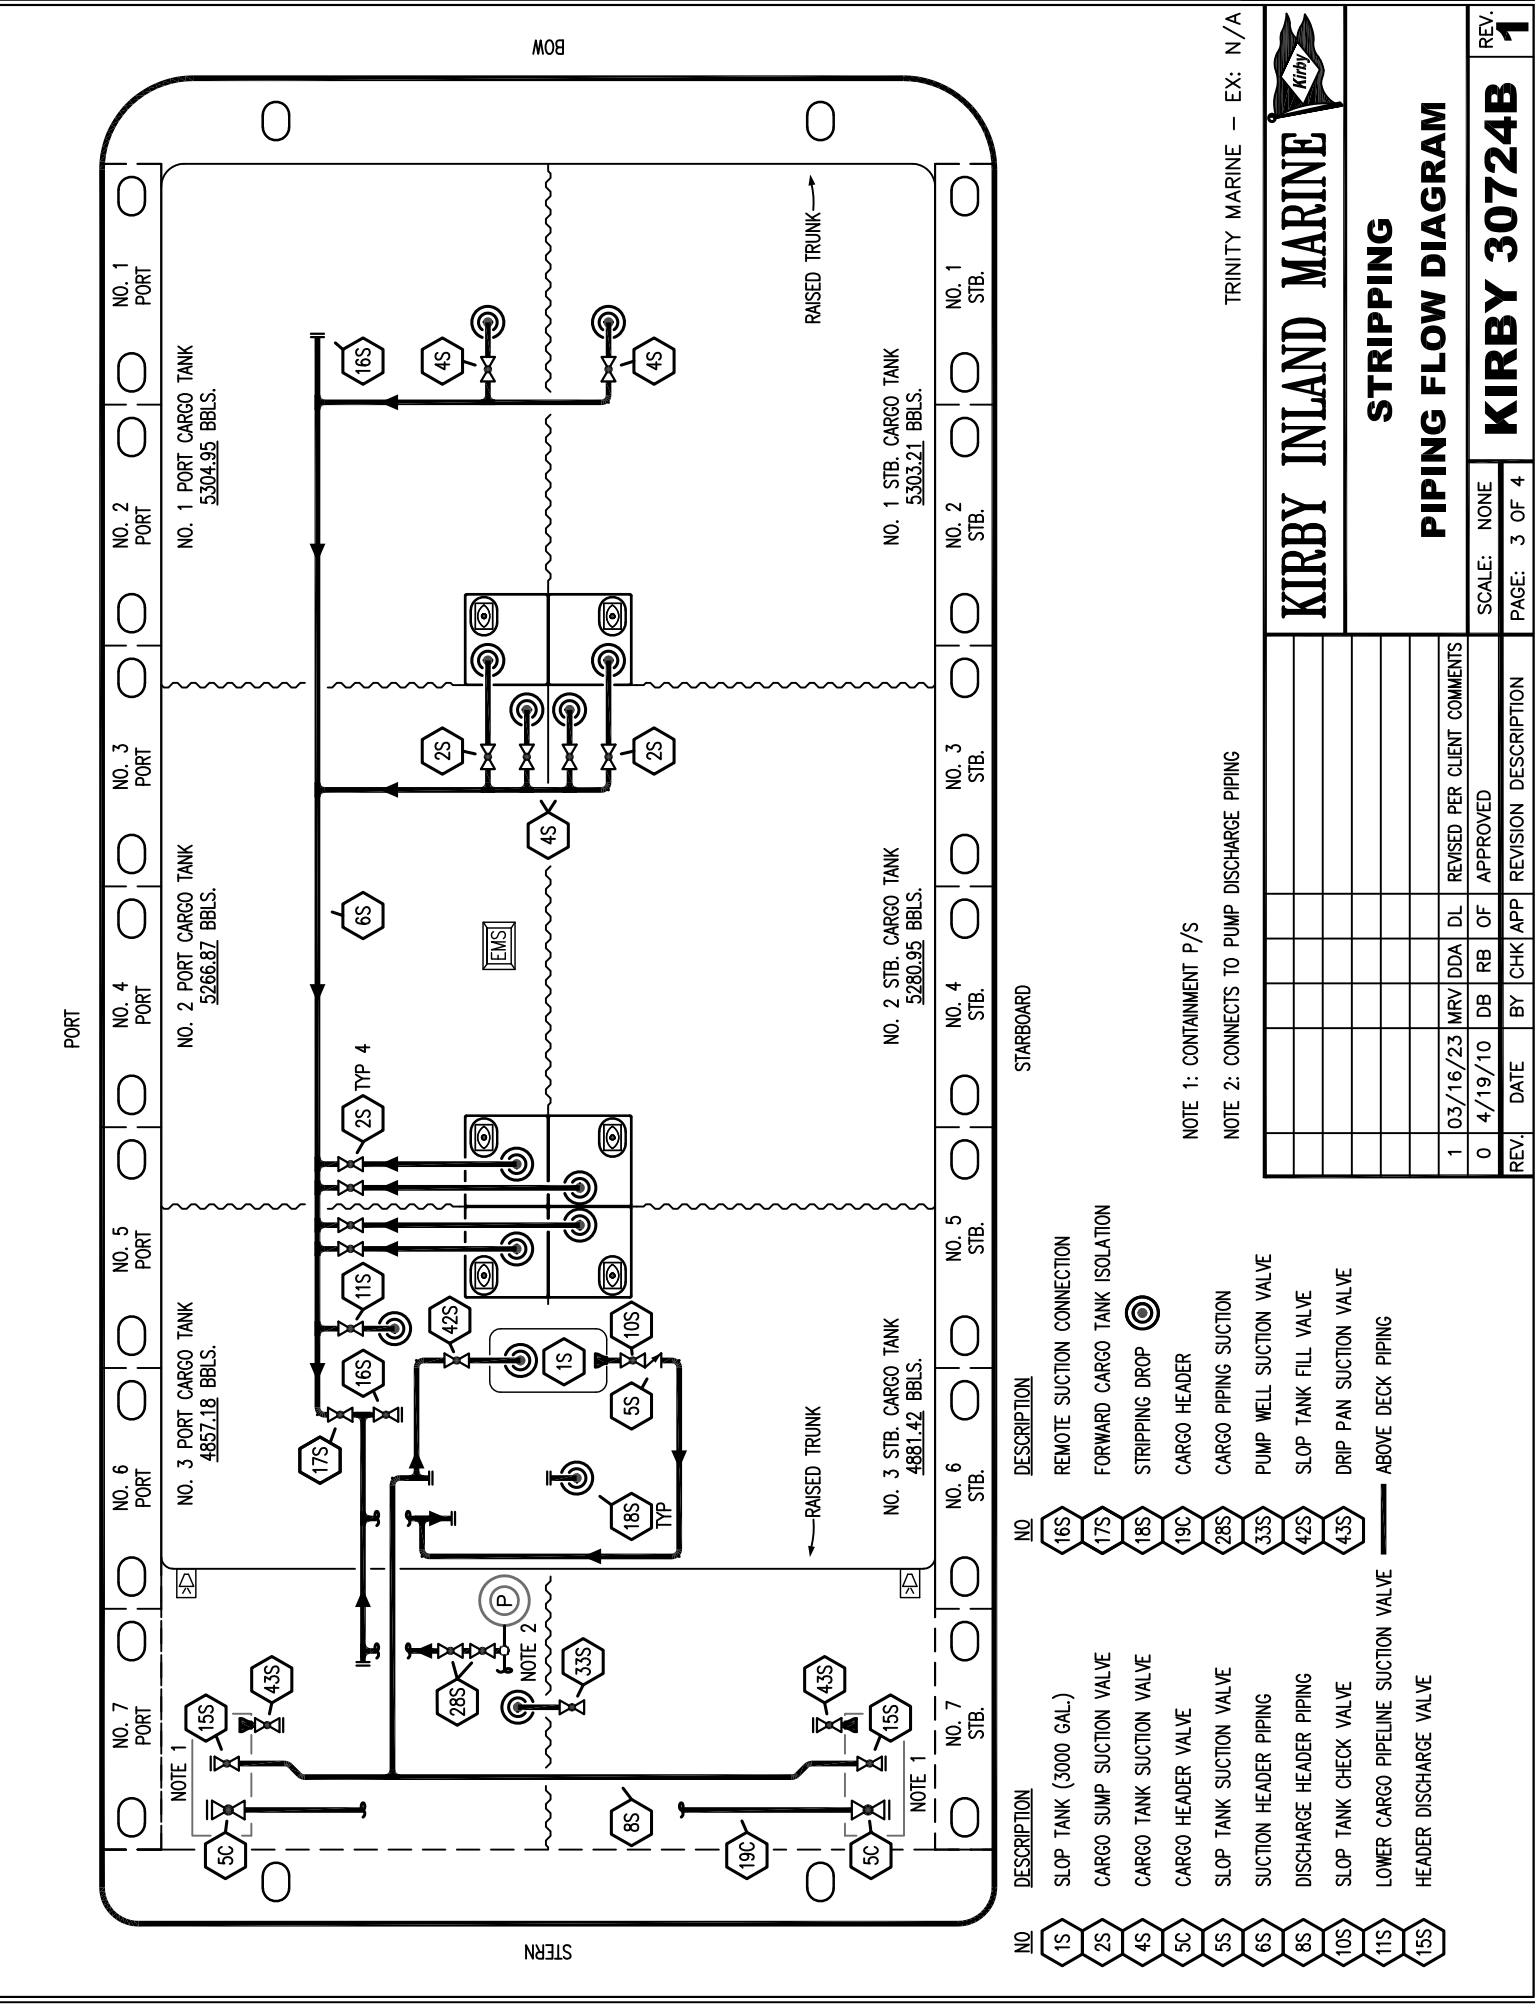 PORT
STARBOARD
BOW
STERN
NO. 7
PORT
NO. 6
PORT
NO. 5
PORT
NO. 4
PORT
NO. 3
PORT
NO. 2
PORT
NO. 1
PORT
NO. 3 PORT CARGO TANK
4857.18 BBLS.
NO. 2 PORT CARGO TANK
5266.87 BBLS.
NO. 1 PORT CARGO TANK
5304.95 BBLS.
NOTE 1
15S
43S
5C
17S
16S
11S
2S TYP 4
6S
16S
4S
4S
2S
2S
4S
EMS
42S
1S
10S
5S
18S
TYP
P
28S
NOTE 2
33S
8S
19C
43S
15S
5C
NOTE 1
RAISED TRUNK
RAISED TRUNK
NO. 3 STB. CARGO TANK
4881.42 BBLS.
NO. 2 STB. CARGO TANK
5280.95 BBLS.
NO. 1 STB. CARGO TANK
5303.21 BBLS.
NO. 7
STB.
NO. 6
STB.
NO. 5
STB.
NO. 4
STB.
NO. 3
STB.
NO. 2
STB.
NO. 1
STB.
NO DESCRIPTION
1S SLOP TANK (3000 GAL.)
2S CARGO SUMP SUCTION VALVE
4S CARGO TANK SUCTION VALVE
5C CARGO HEADER VALVE
5S SLOP TANK SUCTION VALVE
6S SUCTION HEADER PIPING
8S DISCHARGE HEADER PIPING
10S SLOP TANK CHECK VALVE
11S LOWER CARGO PIPELINE SUCTION VALVE
15S HEADER DISCHARGE VALVE
NO DESCRIPTION
16S REMOTE SUCTION CONNECTION
17S FORWARD CARGO TANK ISOLATION
18S STRIPPING DROP
19C CARGO HEADER
28S CARGO PIPING SUCTION
33S PUMP WELL SUCTION VALVE
42S SLOP TANK FILL VALVE
43S DRIP PAN SUCTION VALVE
ABOVE DECK PIPING
NOTE 1: CONTAINMENT P/S
NOTE 2: CONNECTS TO PUMP DISCHARGE PIPING
TRINITY MARINE - EX: N/A
1 03/16/23 MRV DDA DL REVISED PER CLIENT COMMENTS
0 4/19/10 DB RB OF APPROVED
REV. DATE BY CHK APP REVISION DESCRIPTION
KIRBY INLAND MARINE
Kirby
STRIPPING
PIPING FLOW DIAGRAM
SCALE: NONE
PAGE: 3 OF 4
KIRBY 30724B
REV.
1